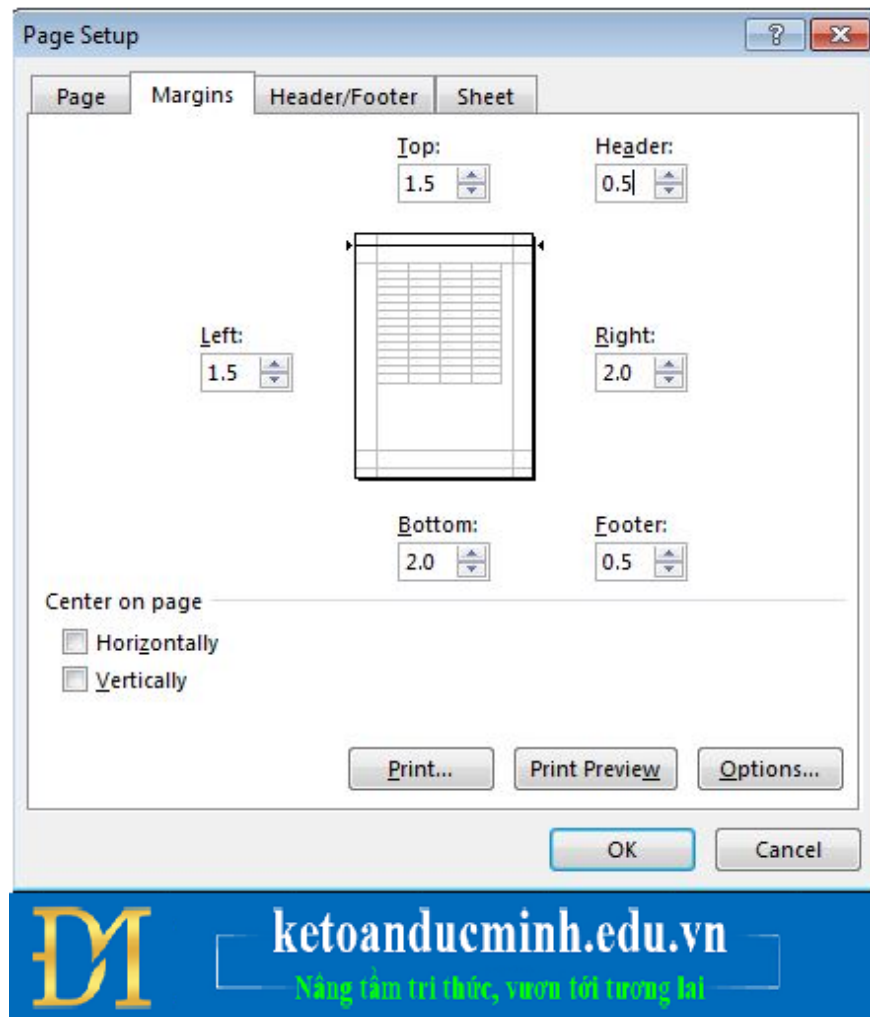 Page Setup
Page Margins Header/Footer Sheet
Top: Header:
1.5 0.5
Left: Right:
1.5 2.0
Bottom: Footer:
2.0 0.5
Center on page
Horizontally
Vertically
Print... Print Preview Options...
OK Cancel
DM ketoanducminh.edu.vn
Nâng tầm tri thức, vươn tới tương lai